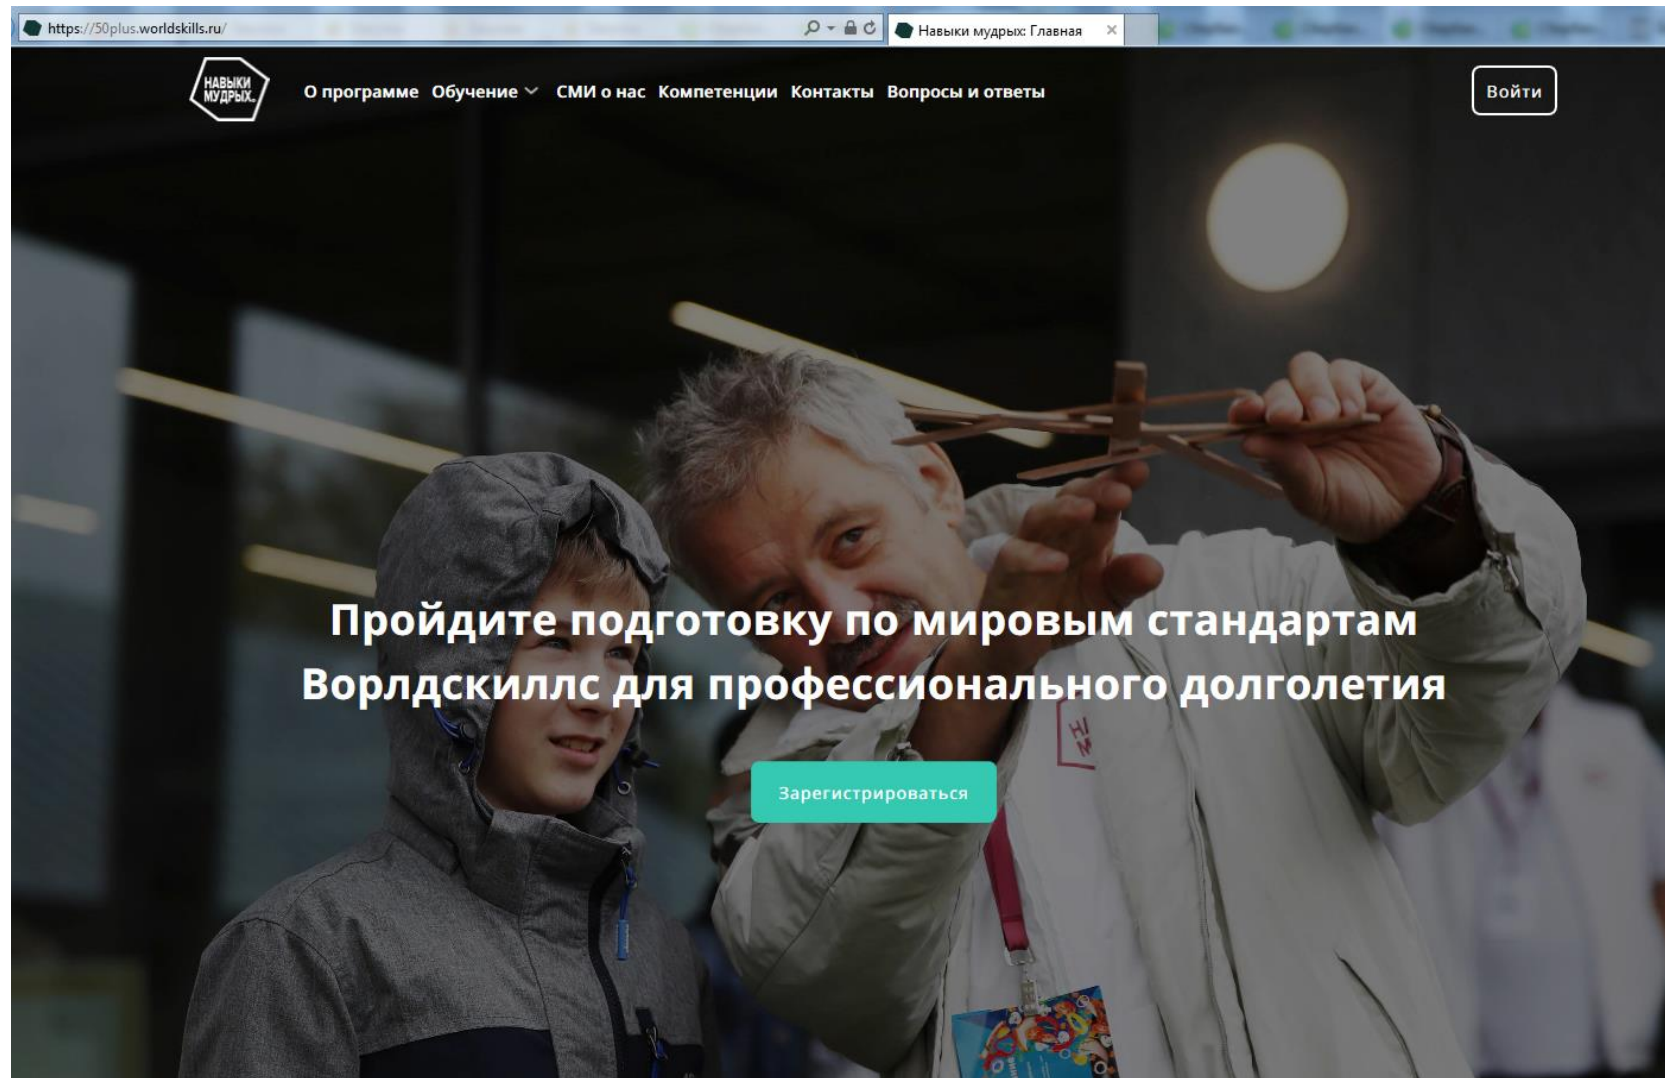 https://50plus.worldskills.ru/
Навыки мудрых: Главная
НАВЫКИ
МУДРЫХ
О программе Обучение СМИ о нас Компетенции Контакты Вопросы и ответы
Войти
Пройдите подготовку по мировым стандартам
Ворлдскиллс для профессионального долголетия
Зарегистрироваться